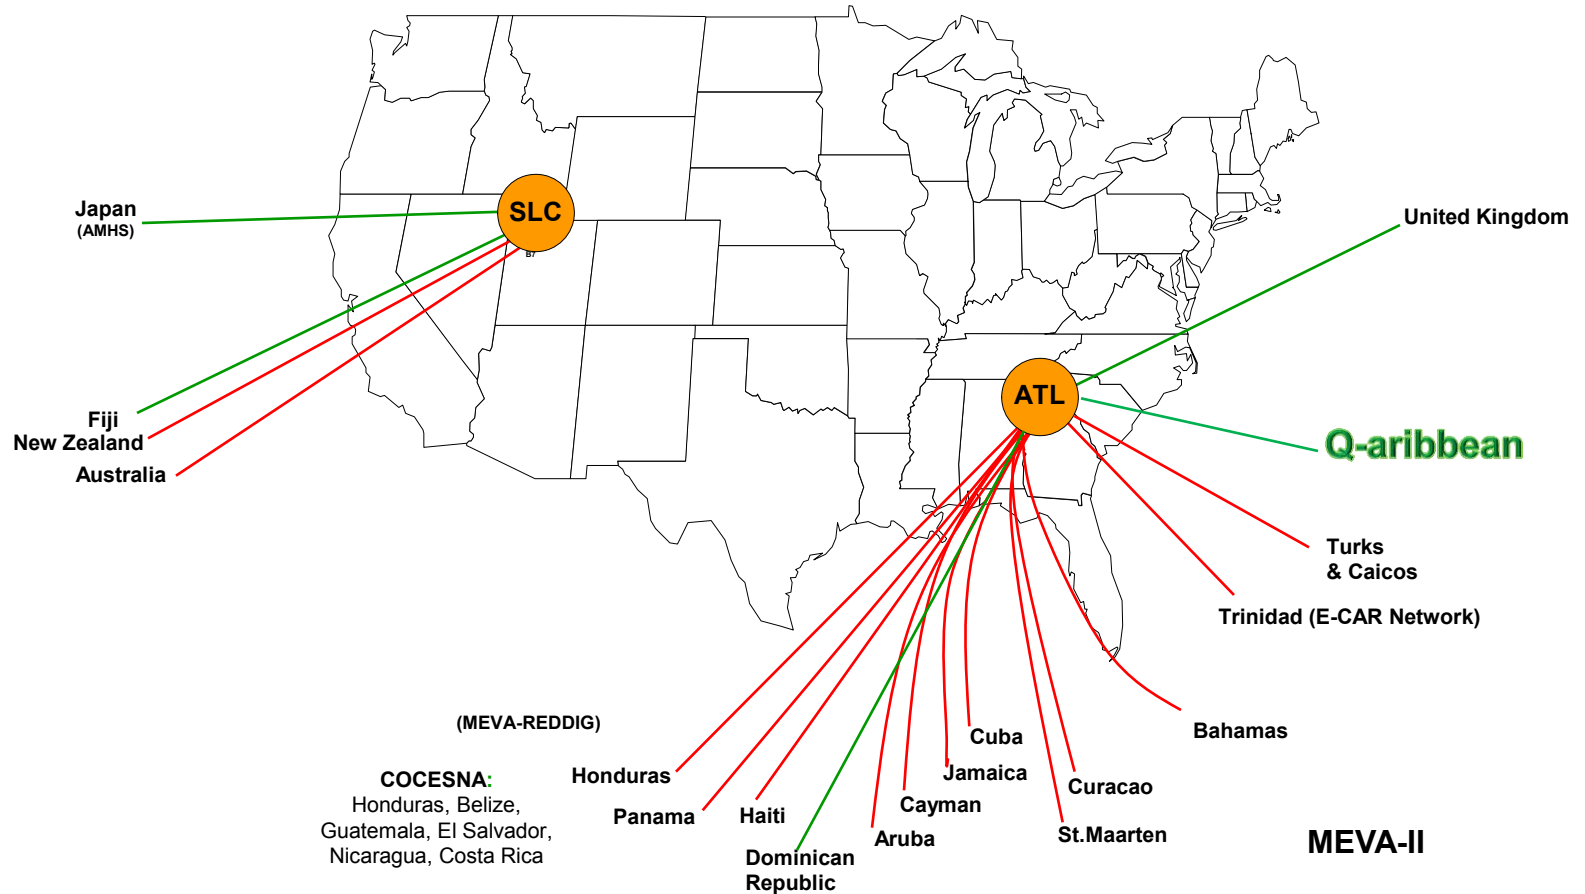 Japan
(AMHS)
SLC
B7
United Kingdom
ATL
Fiji
New Zealand
Australia
Q-aribbean
Turks
& Caicos
Trinidad (E-CAR Network)
(MEVA-REDDIG)
Cuba
Bahamas
Jamaica
Honduras
Curacao
COCESNA:
Honduras, Belize,
Guatemala, El Salvador,
Nicaragua, Costa Rica
Panama
Haiti
Cayman
Aruba
St.Maarten
MEVA-II
Dominican
Republic